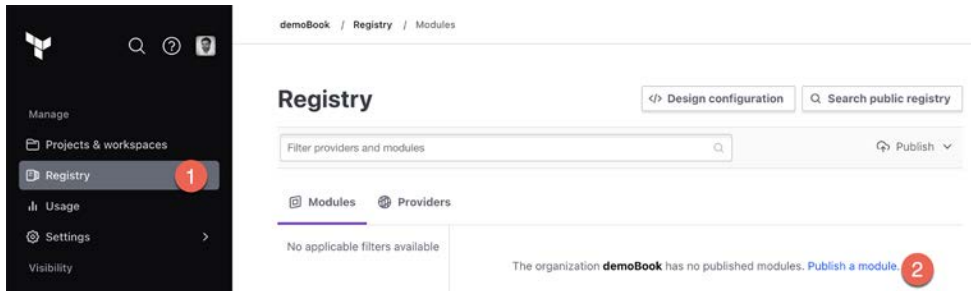 demoBook / Registry / Modules
Manage
Projects & workspaces
Registry
1
Usage
Settings
Visibility
Registry
Design configuration
Search public registry
Filter providers and modules
Publish
Modules
Providers
No applicable filters available
The organization demoBook has no published modules. Publish a module.
2